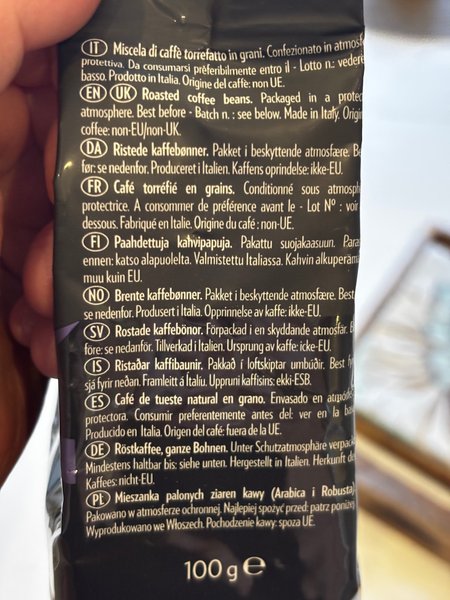 IT Miscela di caffè torrefatto in grani. Confezionato in atmosf
protettiva. Da consumarsi preferibilmente entro il - Lotto n.: vedere
basso. Prodotto in Italia. Origine del caffè: non UE.
EN UK Roasted coffee beans. Packaged in a protec
atmosphere. Best before - Batch n. : see below. Made in Italy. Origin
coffee: non-EU/non-UK.
DA Ristede kaffebønner. Pakket i beskyttende atmosfære. Be
før: se nedenfor. Produceret i Italien. Kaffens oprindelse: ikke-EU.
FR Café torréfié en grains. Conditionné sous atmosph
protectrice. A consommer de préférence avant le - Lot N° : voir
dessous. Fabriqué en Italie. Origine du café : non-UE.
FI Paahdettuja kahvipapuja. Pakattu suojakaasuun. Para
ennen: katso alapuolelta. Valmistettu Italiassa. Kahvin alkuperäma
muu kuin EU.
NO Brente kaffebønner. Pakket i beskyttende atmosfære. Best
se nedenfor. Produsert i Italia. Opprinnelse av kaffe: ikke-EU.
SV Rostade kaffebönor. Förpackad i en skyddande atmosfär. B
före: se nedanför. Tillverkad i Italien. Ursprung av kaffe: icke-EU.
IS Ristaðar kaffibaunir. Pakkað í loftskiptar umbúðir. Best fy
sjá fyrir neðan. Framleitt á Ítalíu. Uppruni kaffisins: ekki-ESB.
ES Café de tueste natural en grano. Envasado en atmósfe
protectora. Consumir preferentemente antes del: ver en la ba
Producido en Italia. Origen del café: fuera de la UE.
DE Röstkaffee, ganze Bohnen. Unter Schutzatmosphäre verpack
Mindestens haltbar bis: siehe unten. Hergestellt in Italien. Herkunft de
Kaffees: nicht-EU.
PL Mieszanka palonych ziaren kawy (Arabica i Robusta).
Pakowano w atmosferze ochronnej. Najlepiej spożyć przed: patrz poniżej
Wyprodukowano we Włoszech. Pochodzenie kawy: spoza UE.
100 g ℮